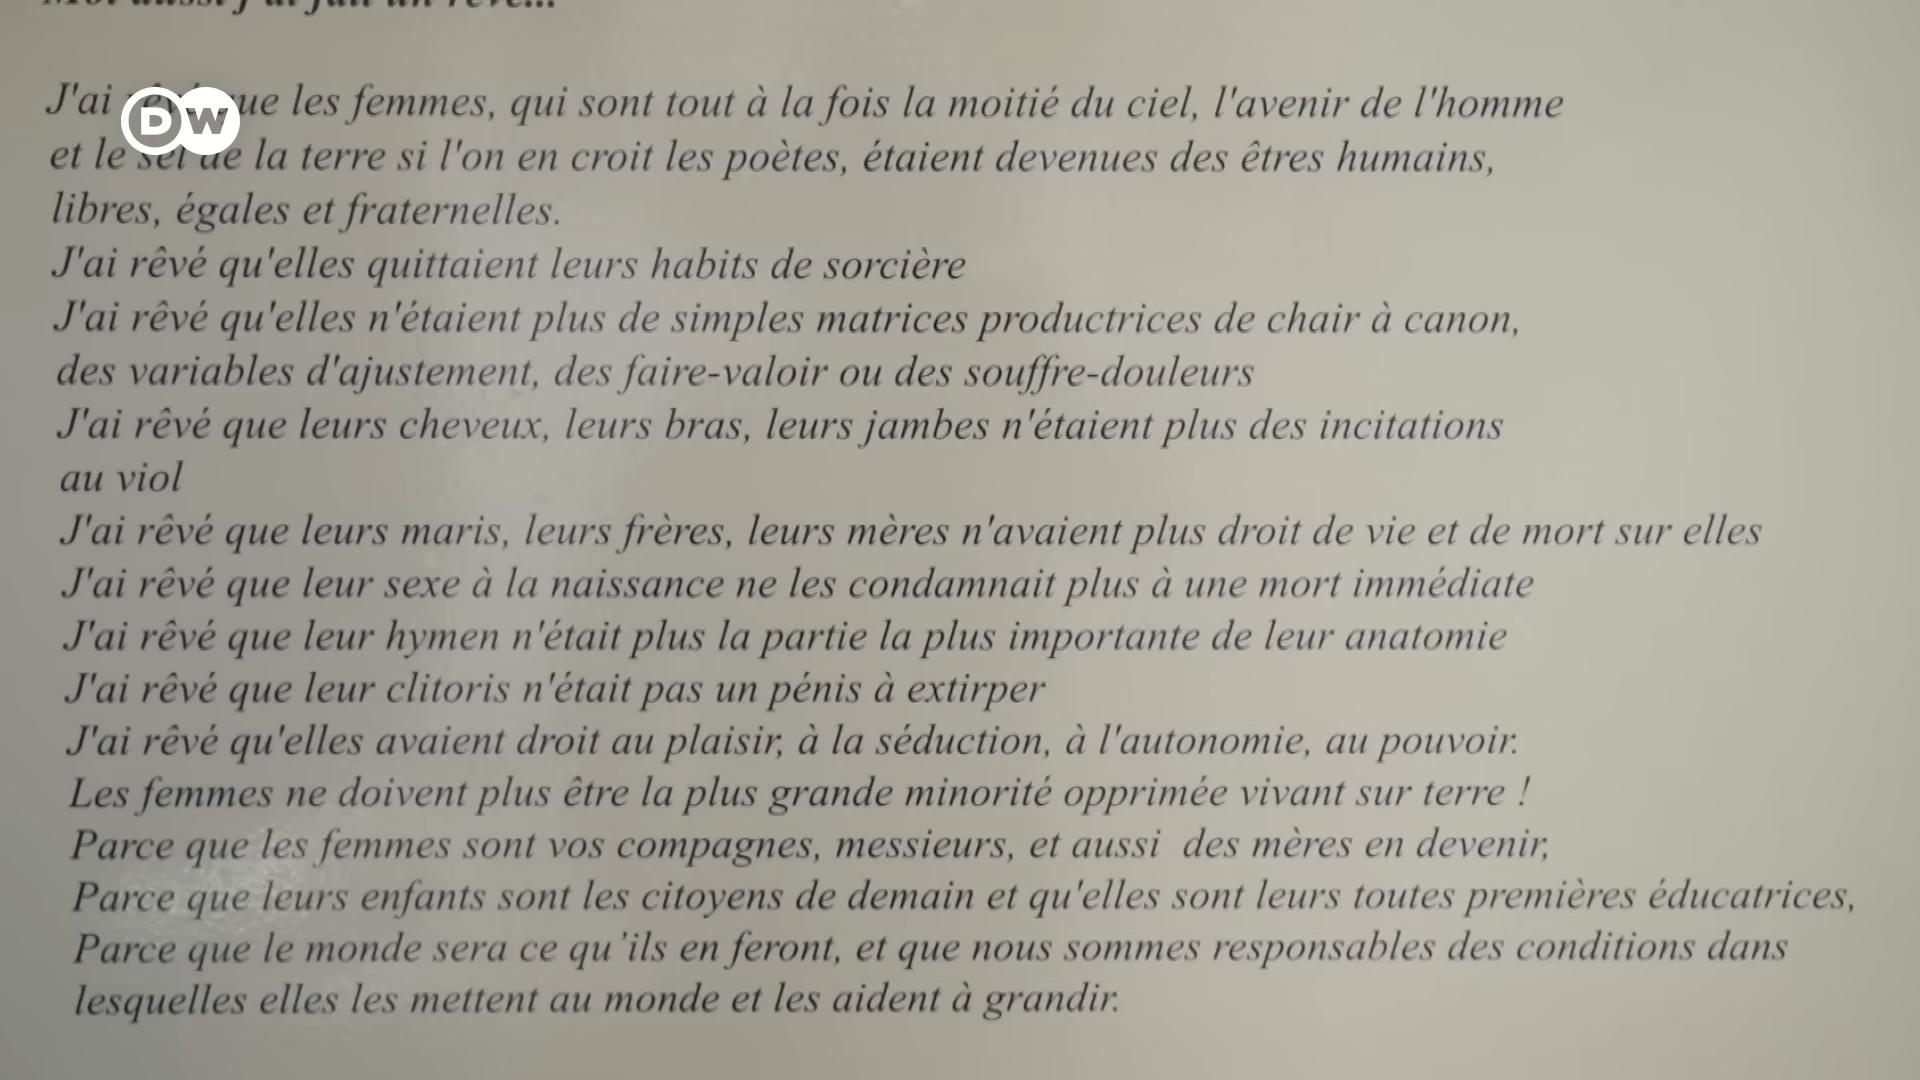 Moi aussi j'ai fait un rêve...
J'ai rêvé que les femmes, qui sont tout à la fois la moitié du ciel, l'avenir de l'homme
DW
et le sel de la terre si l'on en croit les poètes, étaient devenues des êtres humains,
libres, égales et fraternelles.
J'ai rêvé qu'elles quittaient leurs habits de sorcière
J'ai rêvé qu'elles n'étaient plus de simples matrices productrices de chair à canon,
des variables d'ajustement, des faire-valoir ou des souffre-douleurs
J'ai rêvé que leurs cheveux, leurs bras, leurs jambes n'étaient plus des incitations
au viol
J'ai rêvé que leurs maris, leurs frères, leurs mères n'avaient plus droit de vie et de mort sur elles
J'ai rêvé que leur sexe à la naissance ne les condamnait plus à une mort immédiate
J'ai rêvé que leur hymen n'était plus la partie la plus importante de leur anatomie
J'ai rêvé que leur clitoris n'était pas un pénis à extirper
J'ai rêvé qu'elles avaient droit au plaisir, à la séduction, à l'autonomie, au pouvoir.
Les femmes ne doivent plus être la plus grande minorité opprimée vivant sur terre !
Parce que les femmes sont vos compagnes, messieurs, et aussi  des mères en devenir,
Parce que leurs enfants sont les citoyens de demain et qu'elles sont leurs toutes premières éducatrices,
Parce que le monde sera ce qu’ils en feront, et que nous sommes responsables des conditions dans
lesquelles elles les mettent au monde et les aident à grandir.